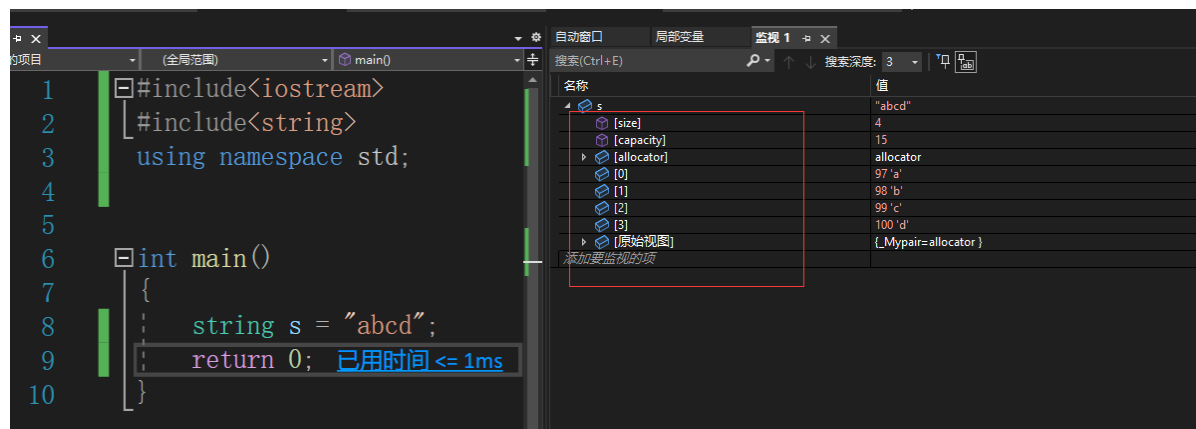 自动窗口 局部变量 监视 1
的项目 (全局范围) main()
搜索(Ctrl+E) 搜索深度: 3
名称 值
s "abcd"
[size] 4
[capacity] 15
[allocator] allocator
[0] 97 'a'
[1] 98 'b'
[2] 99 'c'
[3] 100 'd'
[原始视图] {_Mypair=allocator }
添加要监视的项
1 #include<iostream>
2 #include<string>
3 using namespace std;
4
5
6 int main()
7 {
8 string s = "abcd";
9 return 0; 已用时间 <= 1ms
10 }